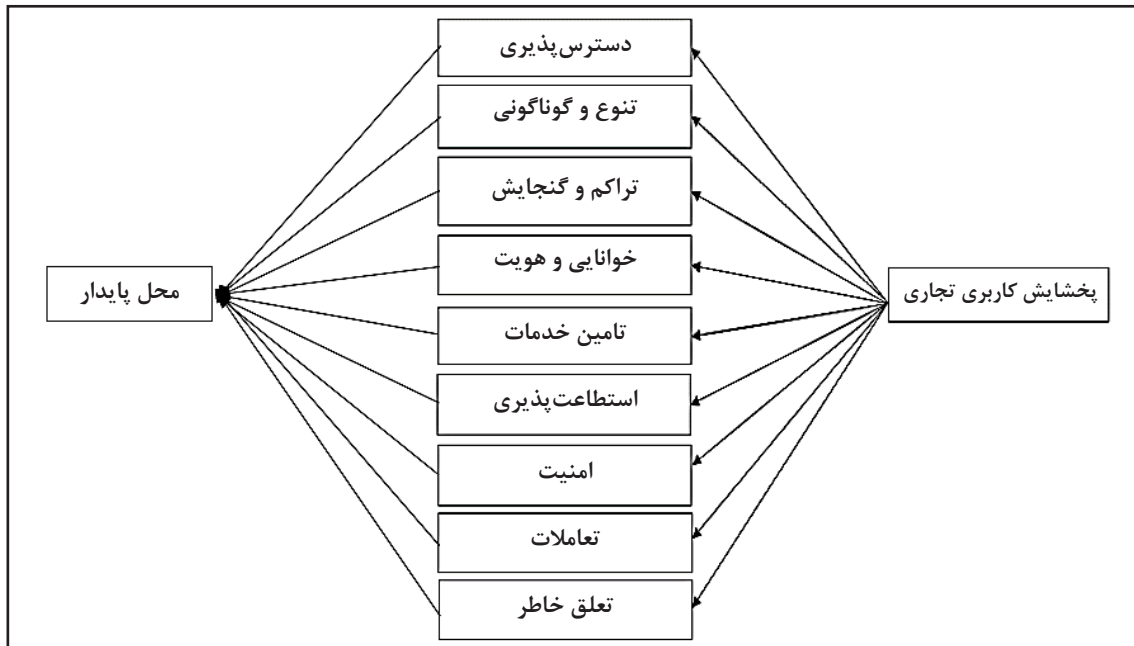 دسترس‌پذیری
تنوع و گوناگونی
تراکم و گنجایش
خوانایی و هویت
پخشایش کاربری تجاری
محل پایدار
تامین خدمات
استطاعت‌پذیری
امنیت
تعاملات
تعلق خاطر